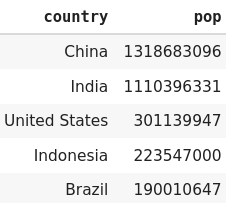 country pop
China 1318683096
India 1110396331
United States 301139947
Indonesia 223547000
Brazil 190010647